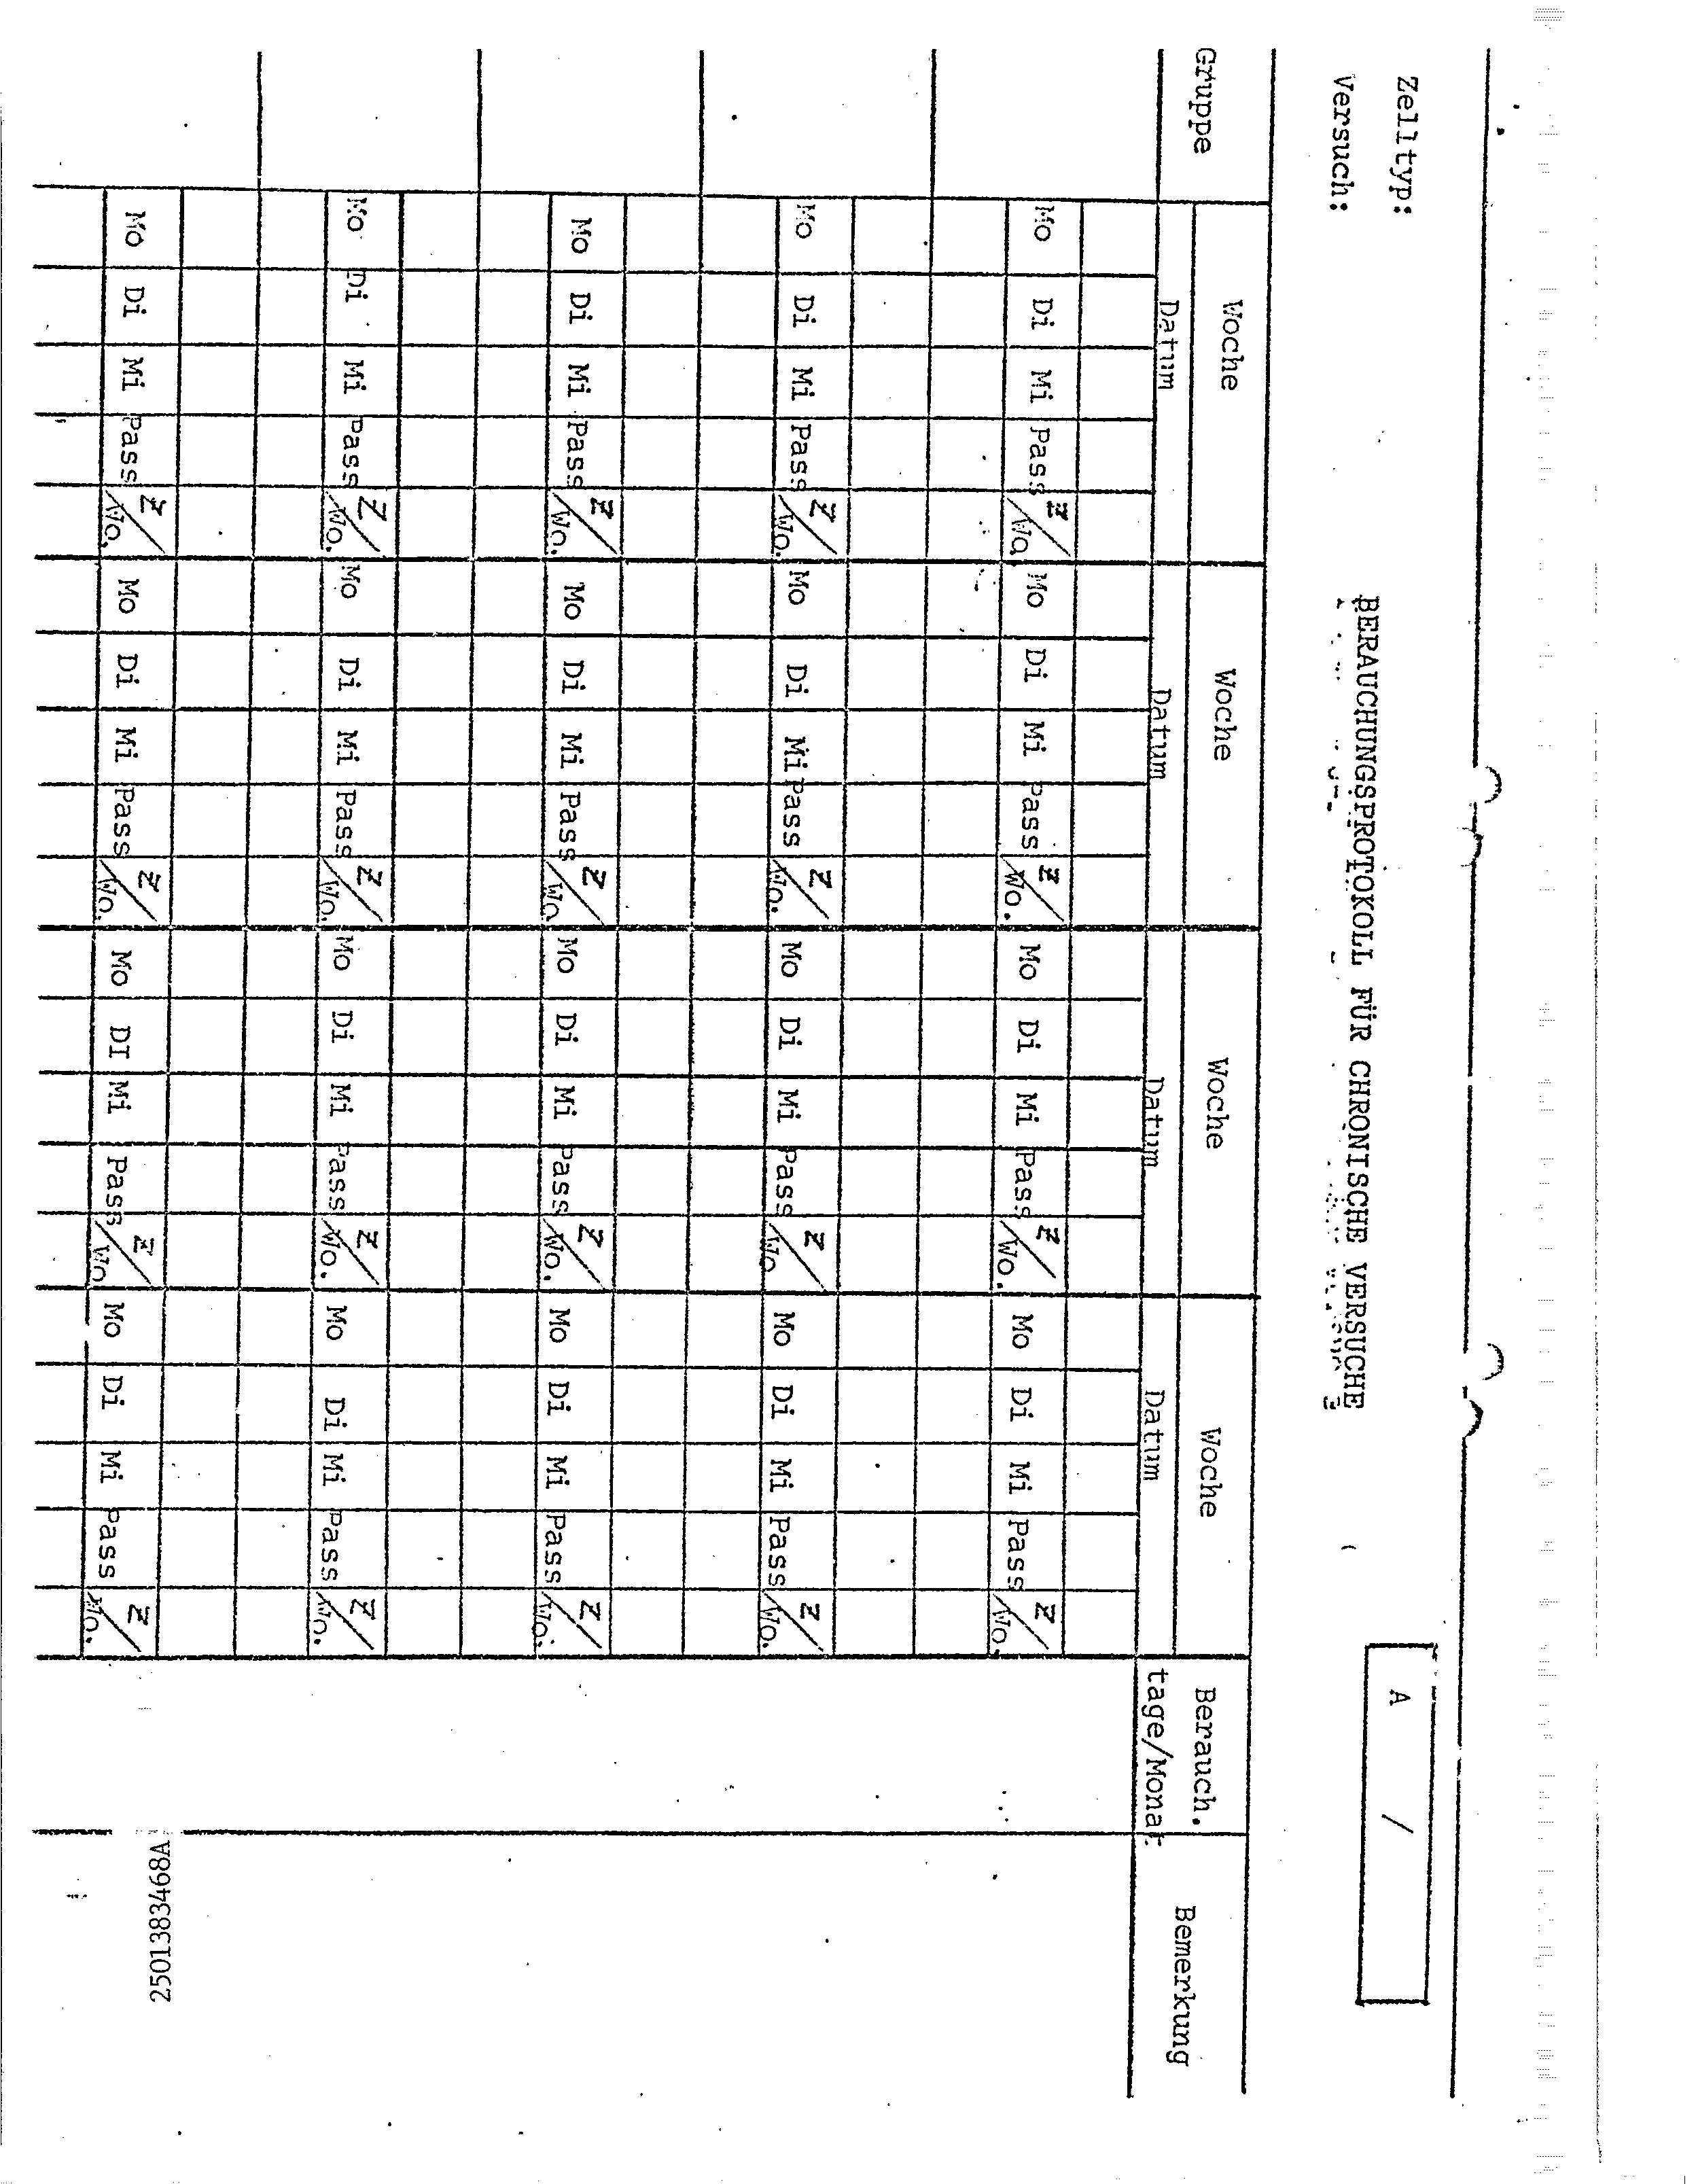 Zelltyp:
Versuch:
BERAUCHUNGSPROTOKOLL FÜR CHRONISCHE VERSUCHE
A /
Gruppe Woche Woche Woche Woche Berauch. Bemerkung
Datum Datum Datum Datum tage/Monat
Mo Di Mi Pass Z/Wo. Mo Di Mi Pass Z/Wo. Mo Di Mi Pass Z/Wo. Mo Di Mi Pass Z/Wo.
Mo Di Mi Pass Z/Wo. Mo Di Mi Pass Z/Wo. Mo Di Mi Pass Z/Wo. Mo Di Mi Pass Z/Wo.
Mo Di Mi Pass Z/Wo. Mo Di Mi Pass Z/Wo. Mo Di Mi Pass Z/Wo. Mo Di Mi Pass Z/Wo.
Mo Di Mi Pass Z/Wo. Mo Di Mi Pass Z/Wo. Mo Di Mi Pass Z/Wo. Mo Di Mi Pass Z/Wo.
Mo Di Mi Pass Z/Wo. Mo Di Mi Pass Z/Wo. Mo DI Mi Pass Z/Wo Mo Di Mi Pass Z/Wo.
2501383468A